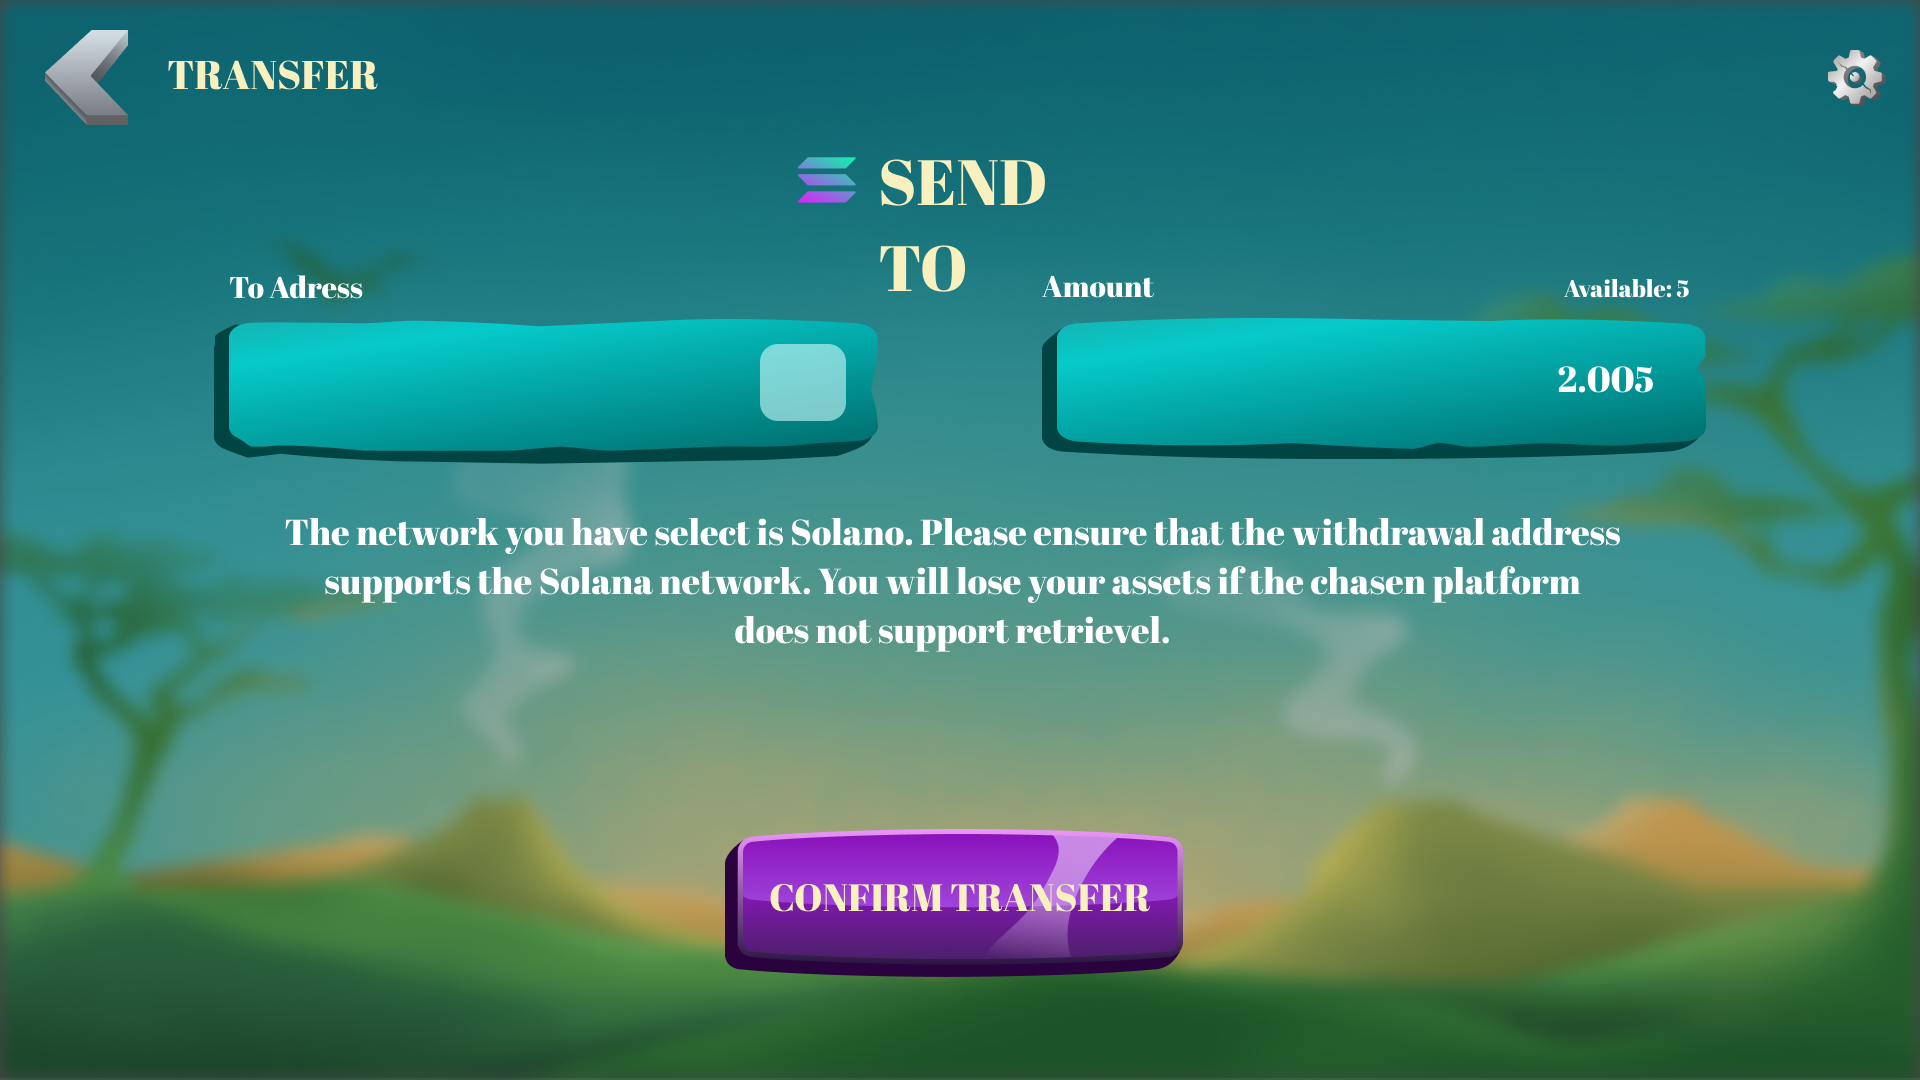 TRANSFER
SEND
TO
To Adress
Amount
Available: 5
2.005
The network you have select is Solano. Please ensure that the withdrawal address
supports the Solana network. You will lose your assets if the chasen platform
does not support retrievel.
CONFIRM TRANSFER